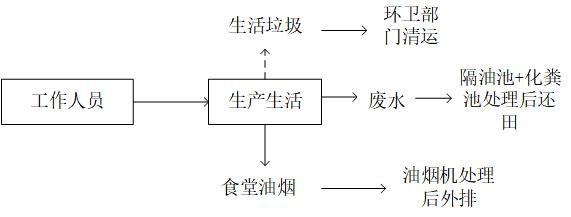 生活垃圾
环卫部
门清运
工作人员
生产生活
废水
隔油池+化粪
池处理后还
田
食堂油烟
油烟机处理
后外排